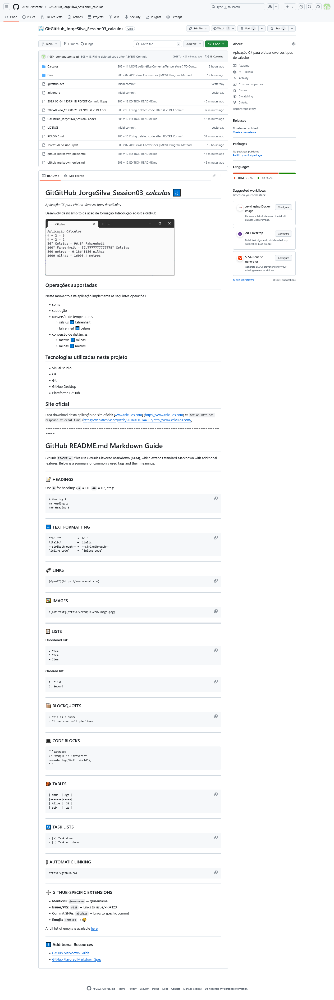 AEMGNascente / GitGitHub_JorgeSilva_Session03_calculos
Type / to search
Code Issues Pull requests Actions Projects Wiki Security Insights Settings
GitGitHub_JorgeSilva_Session03_calculos Public
Edit Pins Watch 0 Fork 0 Star 0
main 1 Branch 0 Tags
Go to file t Add file Code
f1954-aemgnascente-pt S03 v.13 Fixing deleted code after REVERT Commit 6b337b1 · 37 minutes ago 13 Commits
Calculos S03 v.11 MOVE Aritmética.ConverterTemperatura() TO Conv... 18 hours ago
Files S03 v.07 ADD class Conversoes | MOVE Program.Method 19 hours ago
.gitattributes Initial commit yesterday
.gitignore Initial commit yesterday
2025-05-04_193754 !!! REVERT Commit !!!.jpg S03 v.12 EDITION README.md 46 minutes ago
2025-05-04_193906 !!! DO NOT REVERT Com... S03 v.13 Fixing deleted code after REVERT Commit 37 minutes ago
GitGitHub_JorgeSilva_Session03.docx S03 v.12 EDITION README.md 46 minutes ago
LICENSE Initial commit yesterday
README.md S03 v.13 Fixing deleted code after REVERT Commit 37 minutes ago
Tarefas da Sessão 3.pdf S03 v.07 ADD class Conversoes | MOVE Program.Method 19 hours ago
github_markdown_guide.html S03 v.12 EDITION README.md 46 minutes ago
github_markdown_guide.md S03 v.12 EDITION README.md 46 minutes ago
README MIT license
GitGitHub_JorgeSilva_Session03_calculos
Aplicação C# para efetuar diversos tipos de cálculos
Desenvolvida no âmbito da ação de formação Introdução ao Git e GitHub
Cálculos
Aplicação Cálculos
4 + 2 = 6
4 - 2 = 2
36° Celsius = 96,8° Fahrenheit
100° Fahrenheit = 37,7777777777778° Celsius
300 metros = 0,18641136 milhas
1000 milhas = 1609344 metros
Operações suportadas
Neste momento esta aplicação implementa as seguintes operações:
soma
subtração
conversão de temperaturas
celsius ➡ fahrenheit
fahrenheit ➡ celsius
conversão de distâncias:
metros ➡ milhas
milhas ➡ metros
Tecnologias utilizadas neste projeto
Visual Studio
C#
Git
GitHub Desktop
Plataforma GitHub
Site oficial
Faça download desta aplicação no site oficial: [www.calculos.com] (https://www.calculos.com) !!! Got an HTTP 301
response at crawl time (https://web.archive.org/web/20160110144907/http://www.calculos.com/)
===========================================================================
====
GitHub README.md Markdown Guide
GitHub README.md files use GitHub Flavored Markdown (GFM), which extends standard Markdown with additional
features. Below is a summary of commonly used tags and their meanings.
📝 HEADINGS
Use # for headings ( # = H1, ## = H2, etc.):
# Heading 1
## Heading 2
### Heading 3
TEXT FORMATTING
**bold** → bold
*italic* → italic
~~strikethrough~~ → ~~strikethrough~~
`inline code` → `inline code`
LINKS
[OpenAI](https://www.openai.com)
IMAGES
![Alt text](https://example.com/image.png)
LISTS
Unordered list:
- Item
* Item
+ Item
Ordered list:
1. First
2. Second
BLOCKQUOTES
> This is a quote
> It can span multiple lines.
CODE BLOCKS
```language
// Example in JavaScript
console.log("Hello World");
```
TABLES
| Name | Age |
|-------|-----|
| Alice | 30 |
| Bob | 25 |
TASK LISTS
- [x] Task done
- [ ] Task not done
AUTOMATIC LINKING
https://github.com
GITHUB-SPECIFIC EXTENSIONS
Mentions: @username → @username
Issues/PRs: #123 → Links to issue/PR #123
Commit SHAs: abcd123 → Links to specific commit
Emojis: :smile: → 😄
A full list of emojis is available here.
Additional Resources
GitHub Markdown Guide
GitHub Flavored Markdown Spec
About
Aplicação C# para efetuar diversos tipos
de cálculos
Readme
MIT license
Activity
Custom properties
0 stars
0 watching
0 forks
Report repository
Releases
No releases published
Create a new release
Packages
No packages published
Publish your first package
Languages
HTML 73.3% C# 26.7%
Suggested workflows
Based on your tech stack
Jekyll using Docker
image
Configure
Package a Jekyll site using the jekyll/
builder Docker image.
.NET Desktop
Configure
Build, test, sign and publish a desktop
application built on .NET.
SLSA Generic
generator
Configure
Generate SLSA3 provenance for your
existing release workflows
More workflows Dismiss suggestions
© 2025 GitHub, Inc. Terms Privacy Security Status Docs Contact Manage cookies Do not share my personal information